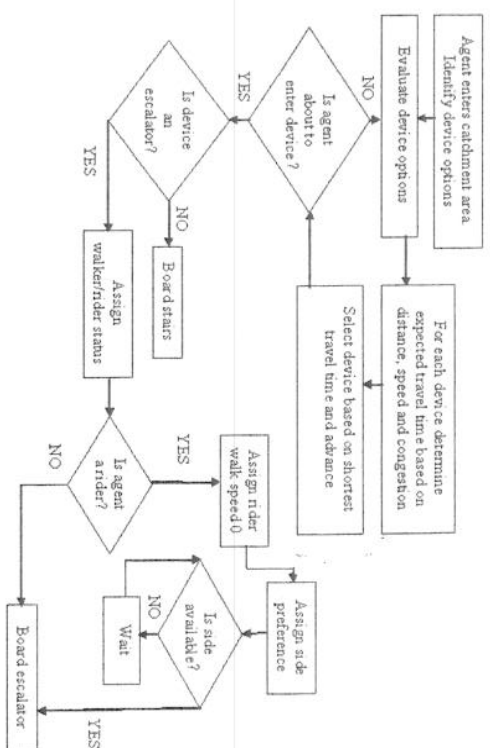 Agent enters catchment area
Identify device options
Evaluate device options
For each device determine
expected travel time based on
distance, speed and congestion
Select device based on shortest
travel time and advance
NO
Is agent
about to
enter device?
YES
Is device
an
escalator?
NO
Board stairs
YES
Assign
walker/rider status
Is agent
a rider?
YES
Assign rider
walk speed 0
Assign side
preference
Is side
available?
NO
Wait
YES
NO
Board escalator